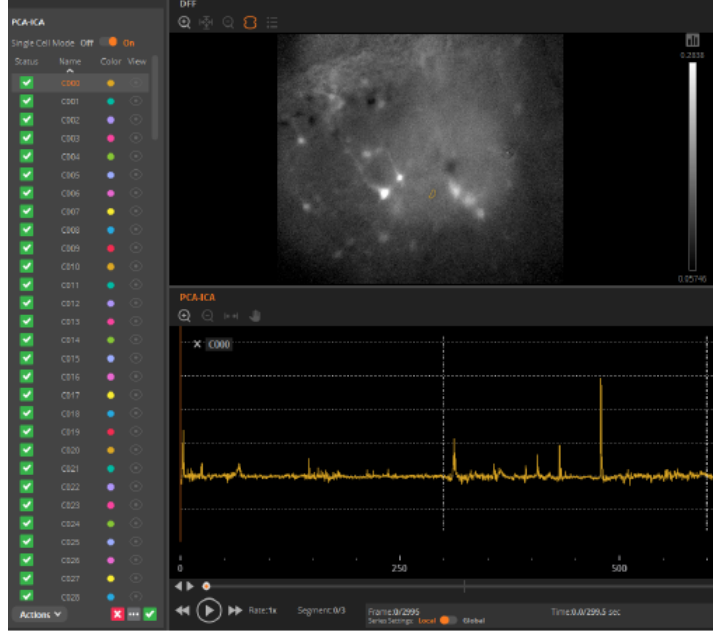 DFF
PCA-ICA
Single Cell Mode Off On
Status Name Color View
C000
C001
C002
C003
C004
C005
C006
C007
C008
C009
C010
C011
C012
C013
C014
C015
C016
C017
C018
C019
C020
C021
C022
C023
C024
C025
C026
C027
C028
Actions
0.2838
0.05746
PCA-ICA
X C000
0 250 500
Rate:1x Segment:0/3 Frame:0/2995 Time:0.0/299.5 sec
Series Settings: Local Global